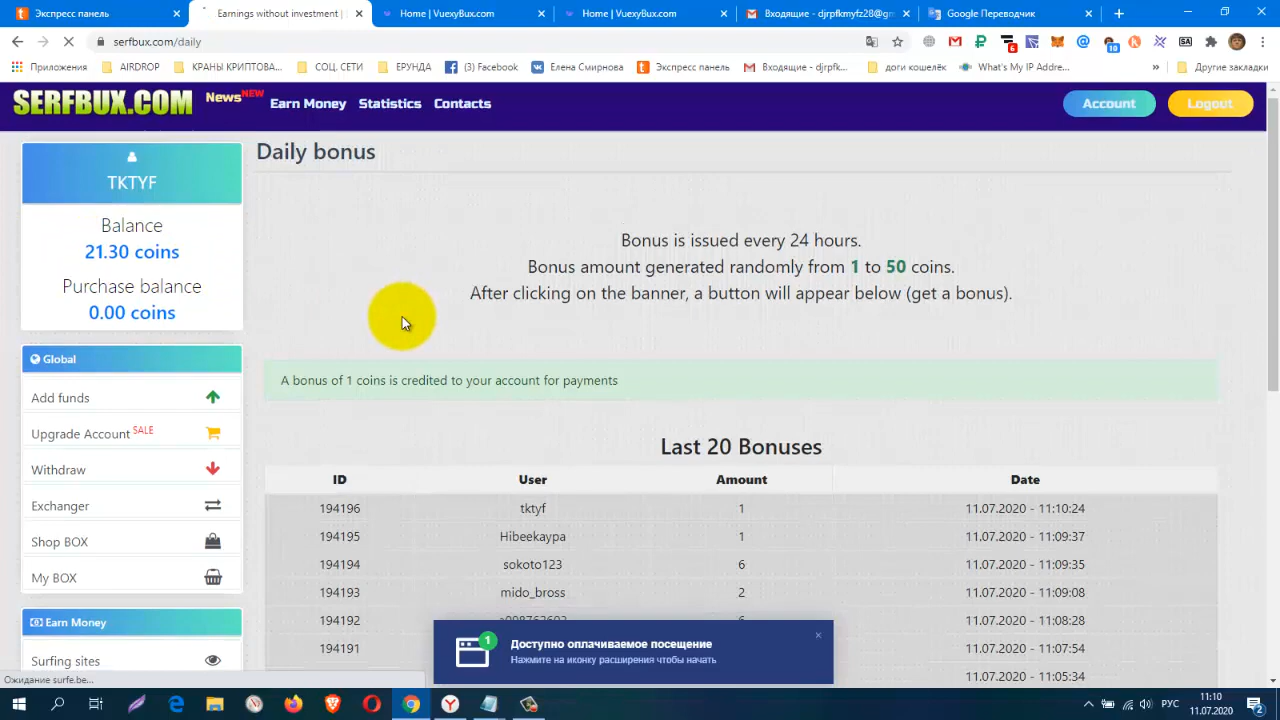 Экспресс панель
Earnings without investment |
Home | VuexyBux.com
Home | VuexyBux.com
Входящие - djrpfkmyfz28@gm
Google Переводчик
serfbux.com/daily
6
10
Приложения
AIRDROP
КРАНЫ КРИПТОВА...
СОЦ. СЕТИ
ЕРУНДА
(3) Facebook
Елена Смирнова
Экспресс панель
Входящие - djrpfk...
доги кошелёк
What's My IP Addre...
»
Другие закладки
SERFBUX.COM
News NEW
Earn Money
Statistics
Contacts
Account
Logout
TKTYF
Balance
21.30 coins
Purchase balance
0.00 coins
Global
Add funds
Upgrade Account SALE
Withdraw
Exchanger
Shop BOX
My BOX
Earn Money
Surfing sites
Daily bonus
Bonus is issued every 24 hours.
Bonus amount generated randomly from 1 to 50 coins.
After clicking on the banner, a button will appear below (get a bonus).
A bonus of 1 coins is credited to your account for payments
Last 20 Bonuses
ID User Amount Date
194196 tktyf 1 11.07.2020 - 11:10:24
194195 Hibeekaypa 1 11.07.2020 - 11:09:37
194194 sokoto123 6 11.07.2020 - 11:09:35
194193 mido_bross 2 11.07.2020 - 11:09:08
194192 11.07.2020 - 11:08:28
194191 11.07.2020 - 11:07:54
11.07.2020 - 11:05:34
1
Доступно оплачиваемое посещение
Нажмите на иконку расширения чтобы начать
Ожидание surfe.be...
РУС
11:10
11.07.2020
2